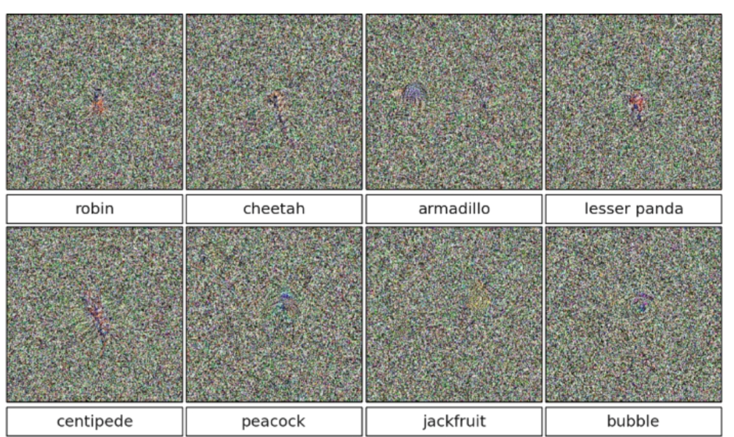 robin
cheetah
armadillo
lesser panda
centipede
peacock
jackfruit
bubble